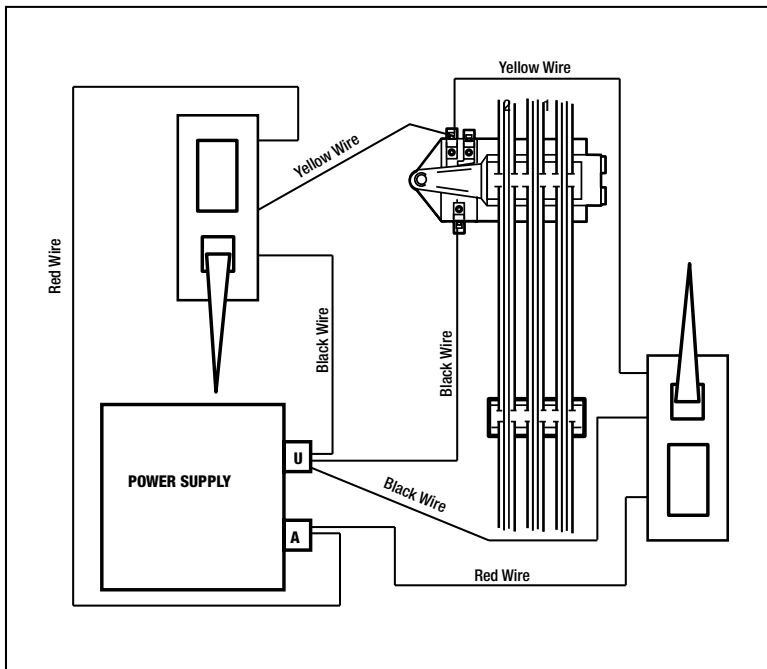 Yellow Wire
2 1
Yellow Wire
Red Wire
Black Wire
Black Wire
POWER SUPPLY
U
Black Wire
A
Red Wire